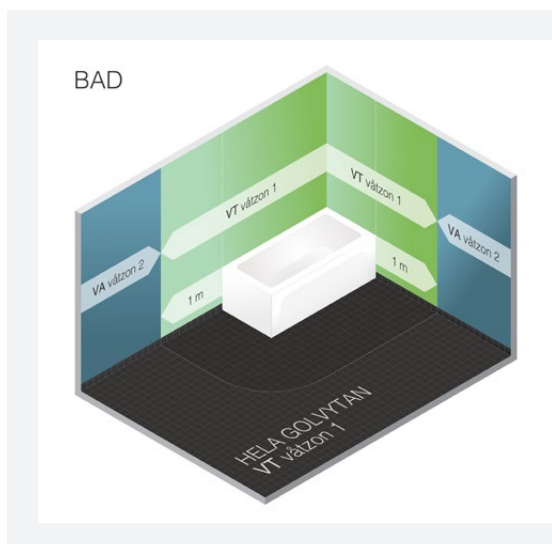 BAD
VT våtzon 1
VT våtzon 1
VA våtzon 2
VA våtzon 2
1 m
1 m
HELA GOLVYTAN
VT våtzon 1